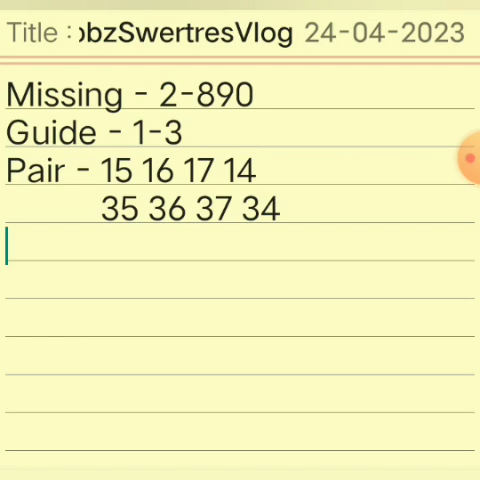 Title : obzSwertresVlog 24-04-2023
Missing - 2-890
Guide - 1-3
Pair - 15 16 17 14
35 36 37 34